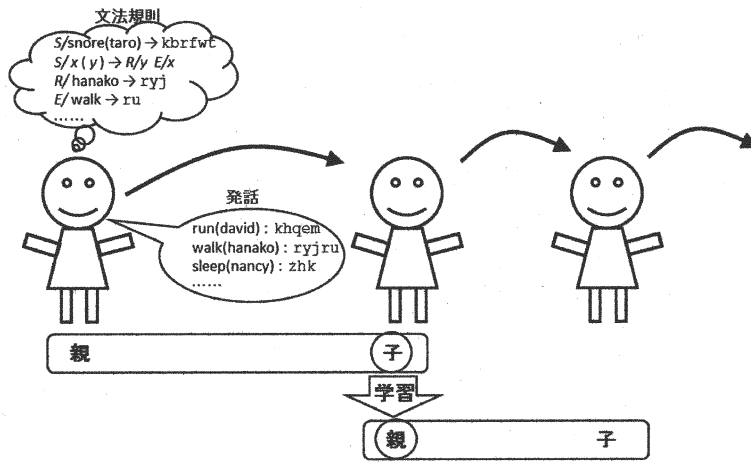 文法規則
S/snore(taro) → kbrfwt
S/x(y) → R/y E/x
R/hanako → ryj
E/walk → ru
……
発話
run(david) : khqem
walk(hanako) : ryjru
sleep(nancy) : zhk
……
親 子
学習
親 子